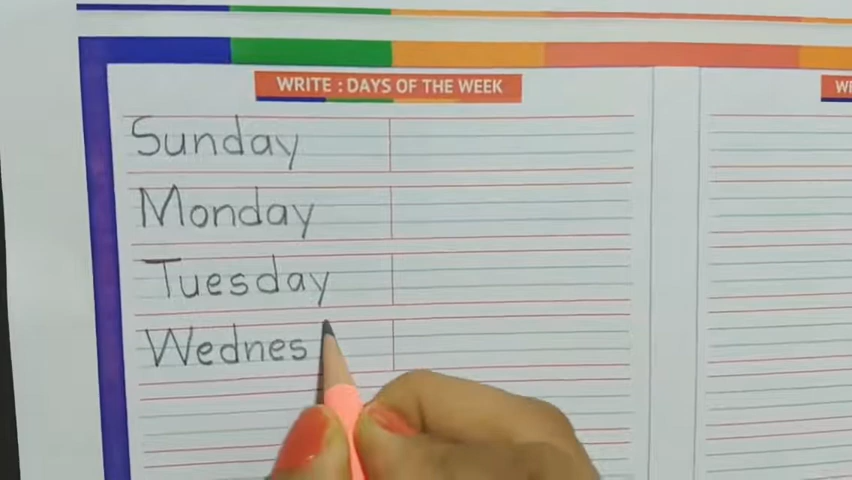 WRITE : DAYS OF THE WEEK
Sunday
Monday
Tuesday
Wednes